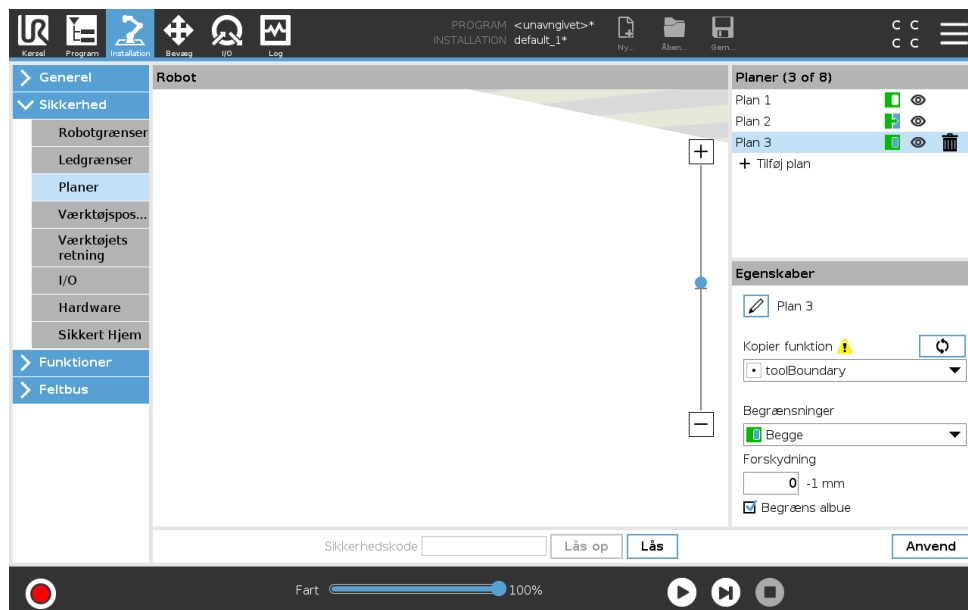 PROGRAM <unavngivet>*
INSTALLATION default_1*
Kørsel
Program
Installation
Bevæg
I/O
Log
Ny...
Åben...
Gem...
C C
C C
Generel
Sikkerhed
Robotgrænser
Ledgrænser
Planer
Værktøjspos...
Værktøjets
retning
I/O
Hardware
Sikkert Hjem
Funktioner
Feltbus
Robot
Planer (3 of 8)
Plan 1
Plan 2
Plan 3
Tilføj plan
Egenskaber
Plan 3
Kopier funktion
toolBoundary
Begrænsninger
Begge
Forskydning
0 -1 mm
Begræns albue
Sikkerhedskode
Lås op
Lås
Anvend
Fart
100%